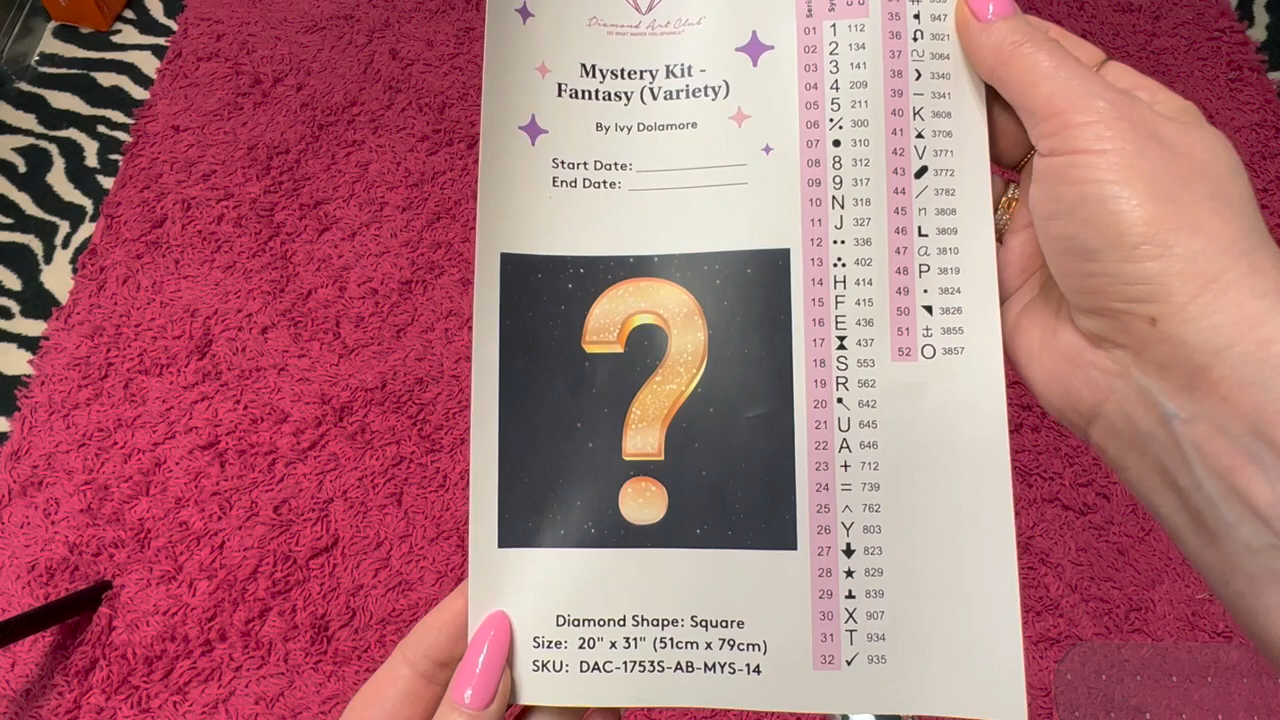 Diamond Art Club
DO WHAT MAKES YOU SPARKLE™
Mystery Kit -
Fantasy (Variety)
By Ivy Dolamore
Start Date:
End Date:
Diamond Shape: Square
Size: 20" x 31" (51cm x 79cm)
SKU: DAC-1753S-AB-MYS-14
01 1 112
02 2 134
03 3 141
04 4 209
05 5 211
06 ⁒ 300
07 ● 310
08 8 312
09 9 317
10 N 318
11 J 327
12 •• 336
13 ∴ 402
14 H 414
15 F 415
16 E 436
17 ⧗ 437
18 S 553
19 R 562
20 642
21 U 645
22 A 646
23 + 712
24 = 739
25 ^ 762
26 Y 803
27 🡇 823
28 ★ 829
29 ┻ 839
30 X 907
31 T 934
32 ✓ 935
35 947
36 3021
37 3064
38 ❯ 3340
39 – 3341
40 K 3608
41 3706
42 V 3771
43 3772
44 / 3782
45 n 3808
46 L 3809
47 a 3810
48 P 3819
49 ▪ 3824
50 ◥ 3826
51 ⚓ 3855
52 O 3857